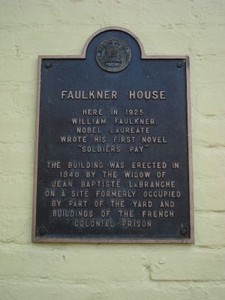 FAULKNER HOUSE
HERE IN 1925
WILLIAM FAULKNER
NOBEL LAUREATE
WROTE HIS FIRST NOVEL
"SOLDIERS PAY"
THE BUILDING WAS ERECTED IN
1840 BY THE WIDOW OF
JEAN BAPTISTE LABRANCHE
ON A SITE FORMERLY OCCUPIED
BY PART OF THE YARD AND
BUILDINGS OF THE FRENCH
COLONIAL PRISON